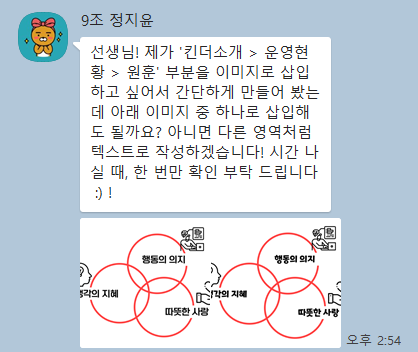 9조 정지윤
선생님! 제가 '킨더소개 > 운영현
황 > 원훈' 부분을 이미지로 삽입
하고 싶어서 간단하게 만들어 봤는
데 아래 이미지 중 하나로 삽입해
도 될까요? 아니면 다른 영역처럼
텍스트로 작성하겠습니다! 시간 나
실 때, 한 번만 확인 부탁 드립니다
:) !
행동의 의지
각의 지혜
따뜻한 사랑
행동의 의지
각의 지혜
따뜻한 사랑
오후 2:54